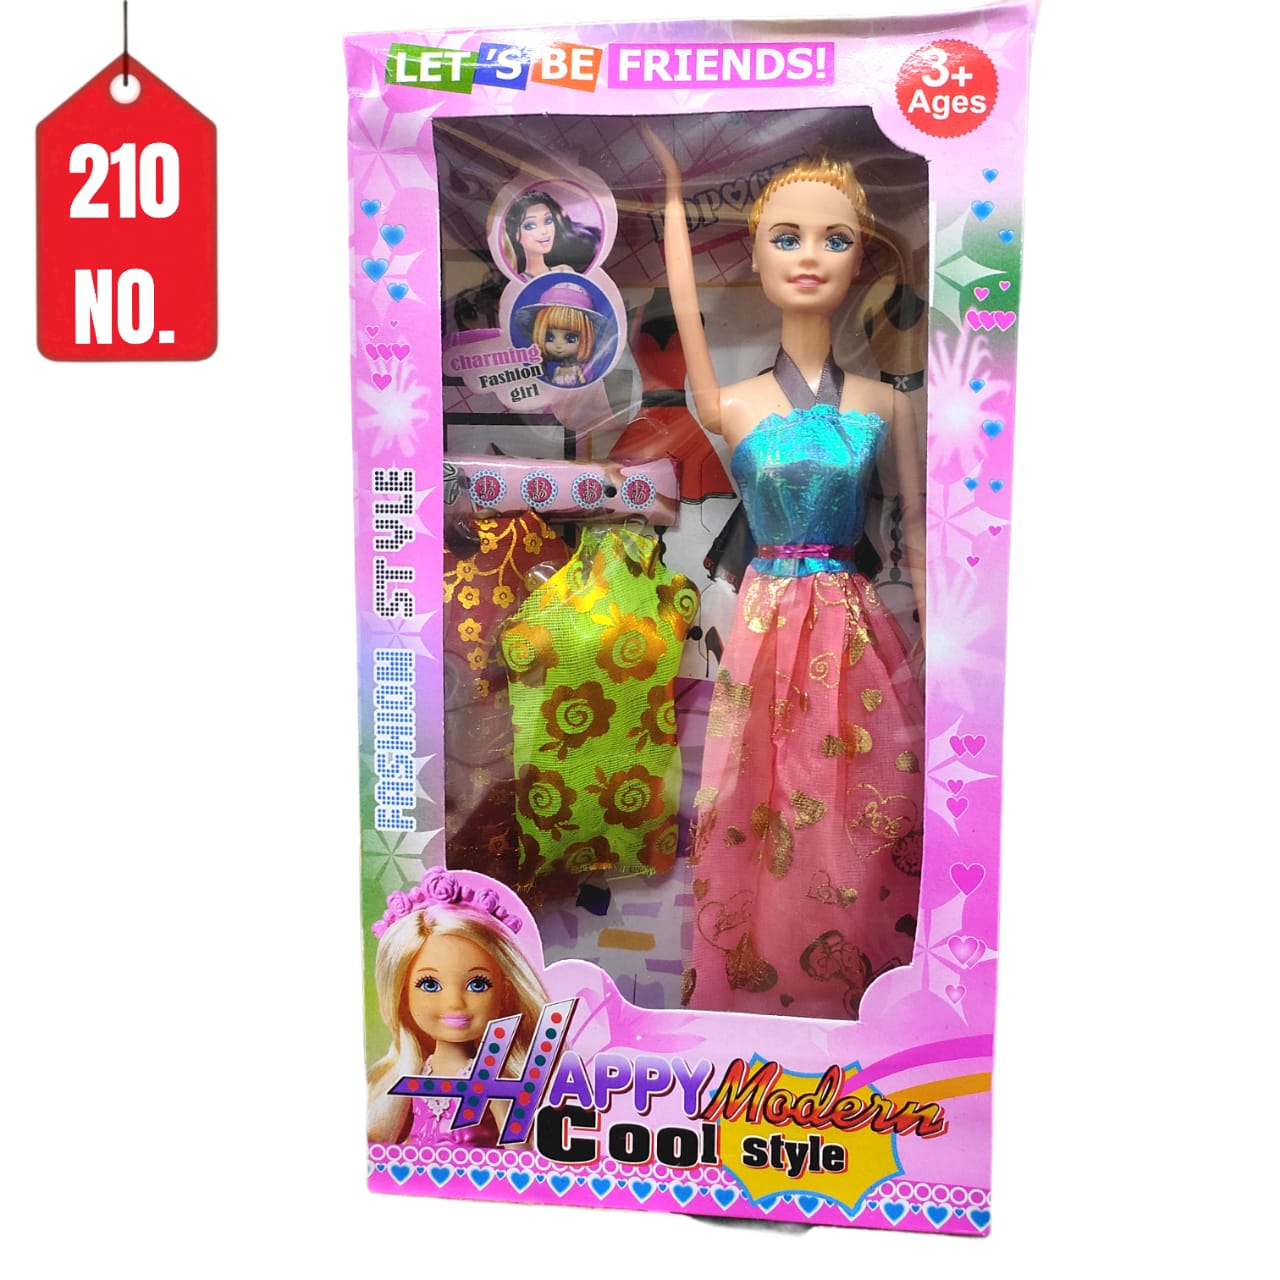 210
NO.
LET 'S BE FRIENDS!
3+
Ages
charming
Fashion
girl
FASHION STYLE
HAPPY Modern
Cool style